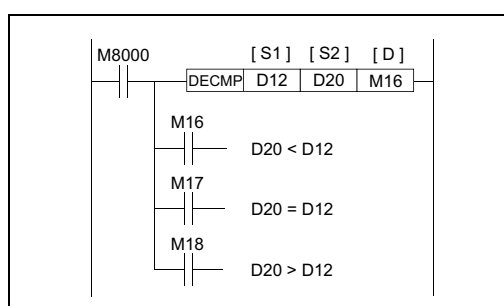 M8000 [ S1 ] [ S2 ] [ D ]
DECMP D12 D20 M16
M16
D20 < D12
M17
D20 = D12
M18
D20 > D12